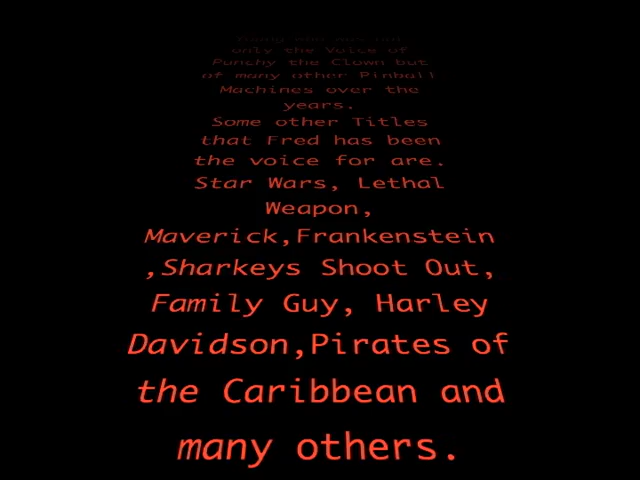 only the Voice of
Punchy the Clown but
of many other Pinball
Machines over the
years.
Some other Titles
that Fred has been
the voice for are.
Star Wars, Lethal
Weapon,
Maverick,Frankenstein
,Sharkeys Shoot Out,
Family Guy, Harley
Davidson,Pirates of
the Caribbean and
many others.